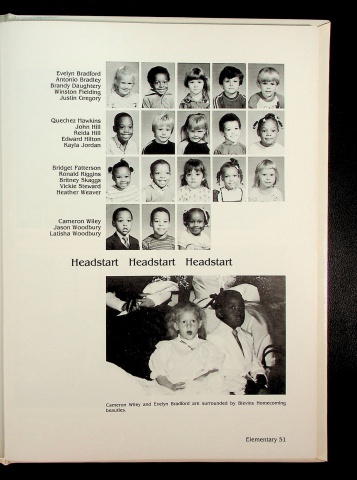 Evelyn Bradford
Antonio Bradley
Brandy Daughtery
Winston Fielding
Justin Gregory
Quechez Hawkins
John Hill
Reida Hill
Edward Hilton
Kayla Jordan
Bridget Patterson
Ronald Riggins
Britney Skaggs
Vickie Steward
Heather Weaver
Cameron Wiley
Jason Woodbury
Latisha Woodbury
Headstart Headstart Headstart
Cameron Wiley and Evelyn Bradford are surrounded by Blevins Homecoming
beauties.
Elementary 51